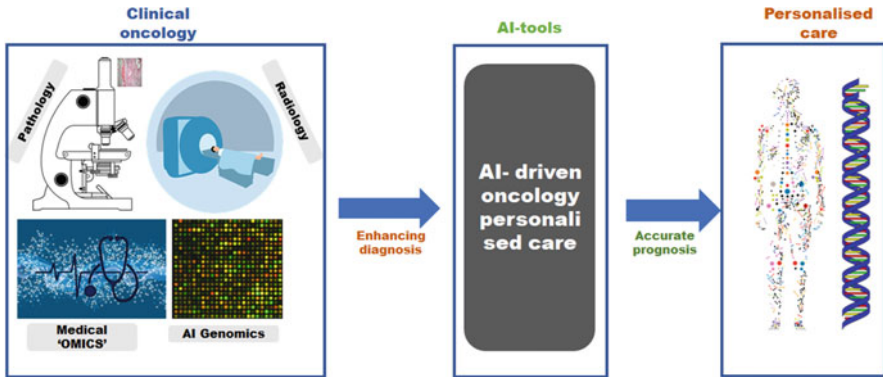 Clinical
oncology
AI-tools
Personalised
care
Pathology
Radiology
Medical
'OMICS'
AI Genomics
Enhancing
diagnosis
AI- driven
oncology
personali
sed care
Accurate
prognosis